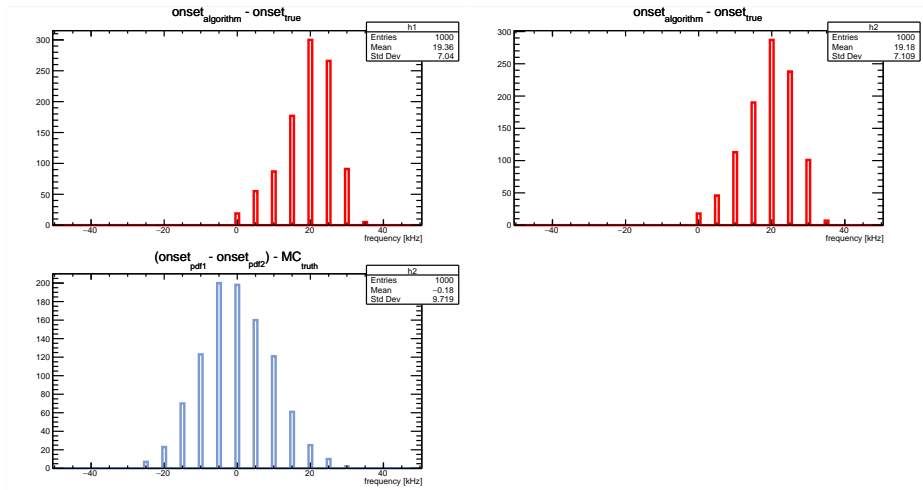 onset_algorithm - onset_true
h1
Entries 1000
Mean 19.36
Std Dev 7.04
300
250
200
150
100
50
0
−40 −20 0 20 40
frequency [kHz]
onset_algorithm - onset_true
h2
Entries 1000
Mean 19.18
Std Dev 7.109
300
250
200
150
100
50
0
−40 −20 0 20 40
frequency [kHz]
(onset_pdf1 - onset_pdf2) - MC_truth
h2
Entries 1000
Mean −0.18
Std Dev 9.719
200
180
160
140
120
100
80
60
40
20
0
−40 −20 0 20 40
frequency [kHz]